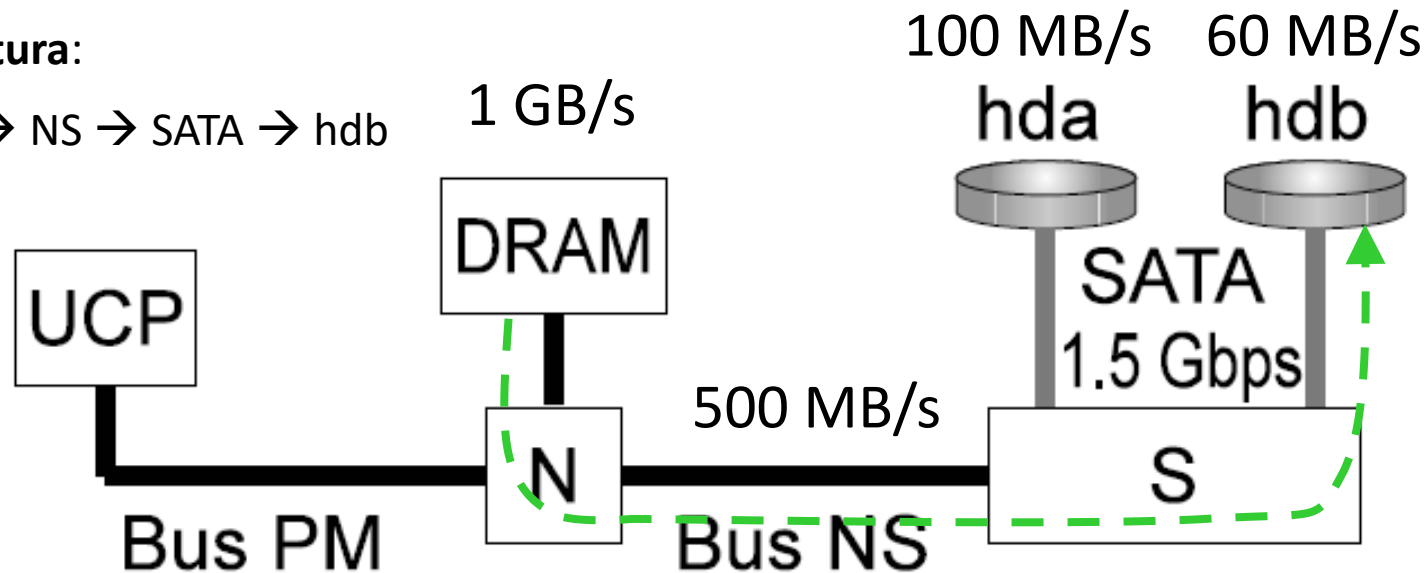 tura:
→ NS → SATA → hdb
1 GB/s
100 MB/s 60 MB/s
hda hdb
DRAM
SATA
1.5 Gbps
UCP
500 MB/s
N
S
Bus PM
Bus NS